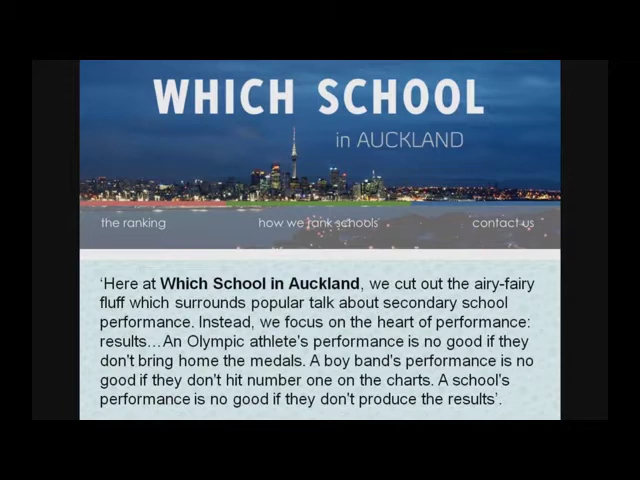 WHICH SCHOOL
in AUCKLAND
the ranking how we rank schools contact us
‘Here at Which School in Auckland, we cut out the airy-fairy
fluff which surrounds popular talk about secondary school
performance. Instead, we focus on the heart of performance:
results…An Olympic athlete's performance is no good if they
don't bring home the medals. A boy band's performance is no
good if they don't hit number one on the charts. A school's
performance is no good if they don't produce the results’.